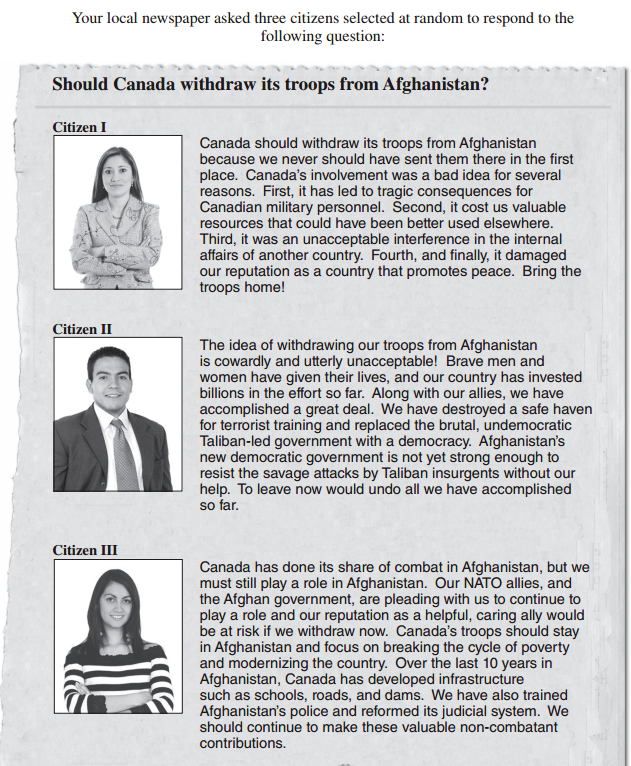 Your local newspaper asked three citizens selected at random to respond to the
following question:
Should Canada withdraw its troops from Afghanistan?
Citizen I
Canada should withdraw its troops from Afghanistan
because we never should have sent them there in the first
place. Canada's involvement was a bad idea for several
reasons. First, it has led to tragic consequences for
Canadian military personnel. Second, it cost us valuable
resources that could have been better used elsewhere.
Third, it was an unacceptable interference in the internal
affairs of another country. Fourth, and finally, it damaged
our reputation as a country that promotes peace. Bring the
troops home!
Citizen II
The idea of withdrawing our troops from Afghanistan
is cowardly and utterly unacceptable! Brave men and
women have given their lives, and our country has invested
billions in the effort so far. Along with our allies, we have
accomplished a great deal. We have destroyed a safe haven
for terrorist training and replaced the brutal, undemocratic
Taliban-led government with a democracy. Afghanistan's
new democratic government is not yet strong enough to
resist the savage attacks by Taliban insurgents without our
help. To leave now would undo all we have accomplished
so far.
Citizen III
Canada has done its share of combat in Afghanistan, but we
must still play a role in Afghanistan. Our NATO allies, and
the Afghan government, are pleading with us to continue to
play a role and our reputation as a helpful, caring ally would
be at risk if we withdraw now. Canada's troops should stay
in Afghanistan and focus on breaking the cycle of poverty
and modernizing the country. Over the last 10 years in
Afghanistan, Canada has developed infrastructure
such as schools, roads, and dams. We have also trained
Afghanistan's police and reformed its judicial system. We
should continue to make these valuable non-combatant
contributions.